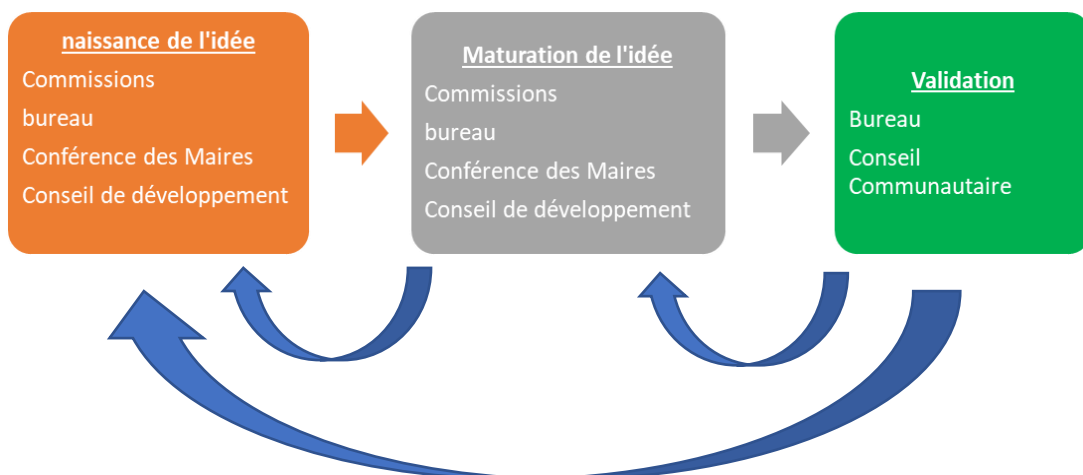 naissance de l'idée
Commissions
bureau
Conférence des Maires
Conseil de développement
Maturation de l'idée
Commissions
bureau
Conférence des Maires
Conseil de développement
Validation
Bureau
Conseil
Communautaire